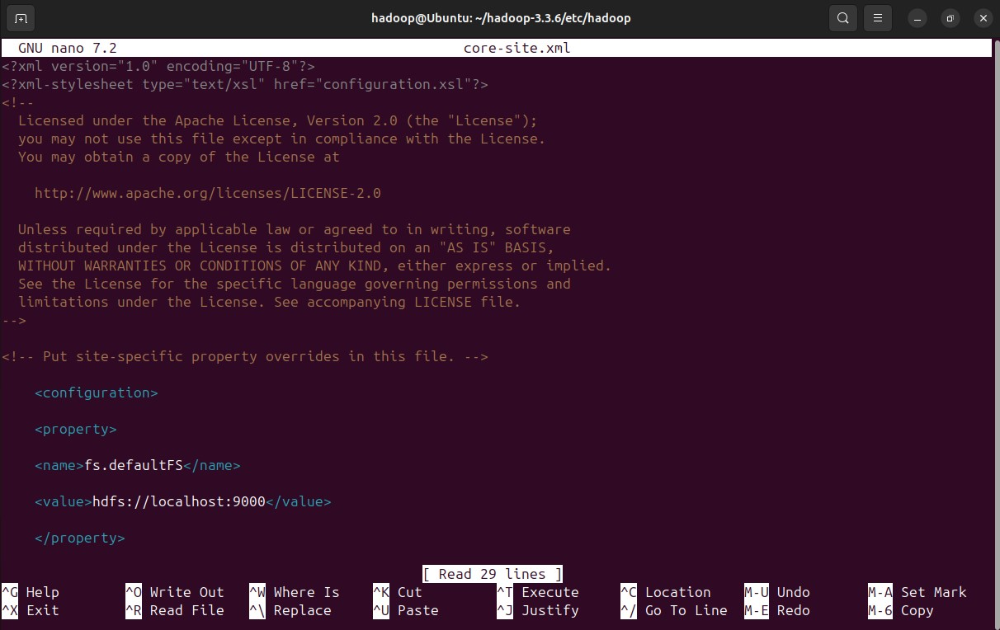 hadoop@Ubuntu: ~/hadoop-3.3.6/etc/hadoop
GNU nano 7.2 core-site.xml
<?xml version="1.0" encoding="UTF-8"?>
<?xml-stylesheet type="text/xsl" href="configuration.xsl"?>
<!--
  Licensed under the Apache License, Version 2.0 (the "License");
  you may not use this file except in compliance with the License.
  You may obtain a copy of the License at

    http://www.apache.org/licenses/LICENSE-2.0

  Unless required by applicable law or agreed to in writing, software
  distributed under the License is distributed on an "AS IS" BASIS,
  WITHOUT WARRANTIES OR CONDITIONS OF ANY KIND, either express or implied.
  See the License for the specific language governing permissions and
  limitations under the License. See accompanying LICENSE file.
-->

<!-- Put site-specific property overrides in this file. -->

    <configuration>

    <property>

    <name>fs.defaultFS</name>

    <value>hdfs://localhost:9000</value>

    </property>

[ Read 29 lines ]
^G Help ^O Write Out ^W Where Is ^K Cut ^T Execute ^C Location M-U Undo M-A Set Mark
^X Exit ^R Read File ^\ Replace ^U Paste ^J Justify ^/ Go To Line M-E Redo M-6 Copy